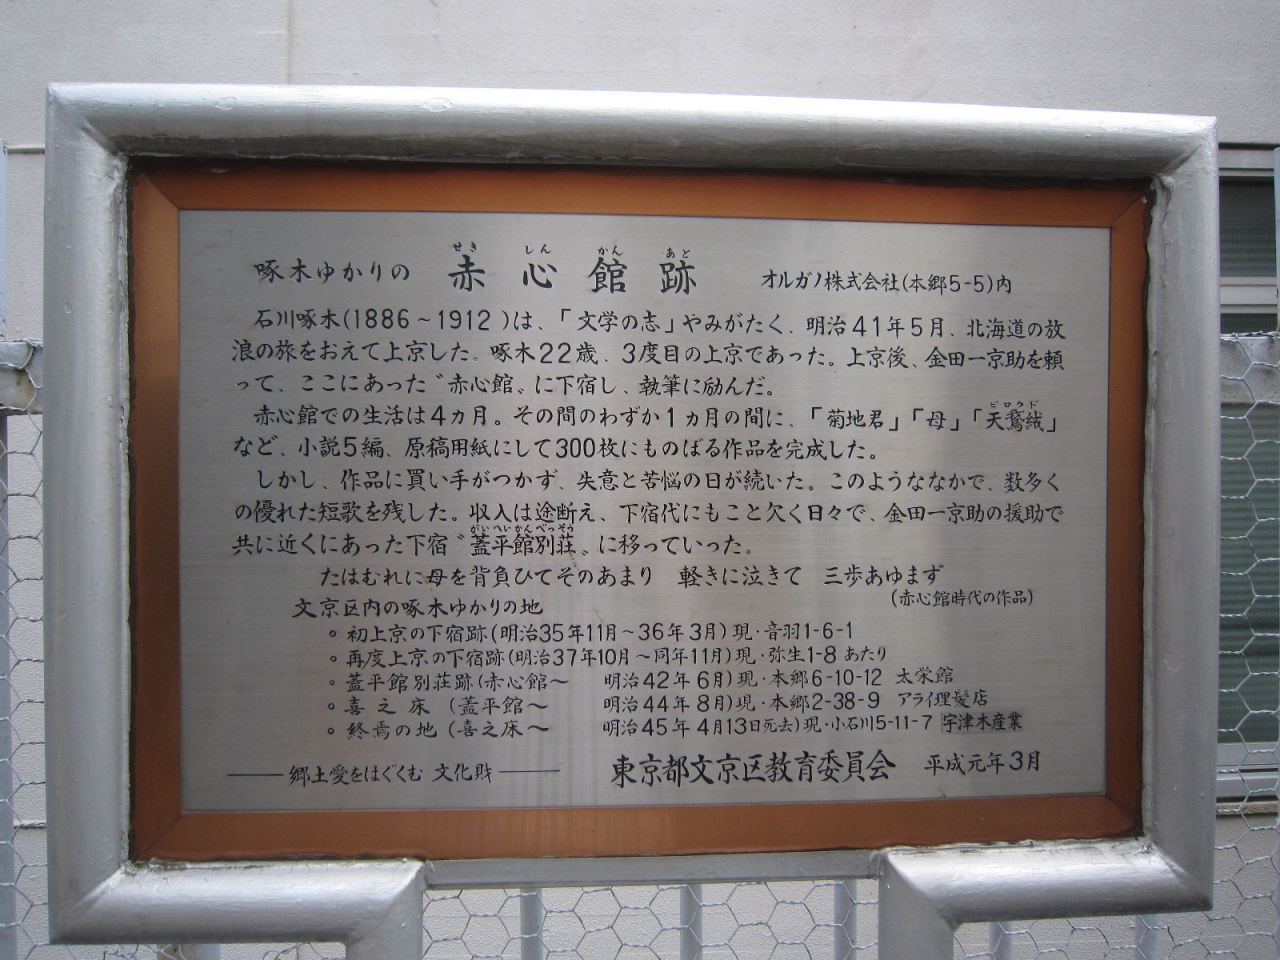 啄木ゆかりの 赤心館跡 オルガノ株式会社(本郷5-5)内
せき しん かん あと
石川啄木(1886～1912)は、「文学の志」やみがたく、明治41年5月、北海道の放
浪の旅をおえて上京した。啄木22歳、3度目の上京であった。上京後、金田一京助を頼
って、ここにあった〝赤心館〟に下宿し、執筆に励んだ。
赤心館での生活は4ヵ月。その間のわずか1ヵ月の間に、「菊地君」「母」「天鵞絨」
ビロウド
など、小説5編、原稿用紙にして300枚にものぼる作品を完成した。
しかし、作品に買い手がつかず、失意と苦悩の日が続いた。このようななかで、数多く
の優れた短歌を残した。収入は途断え、下宿代にもこと欠く日々で、金田一京助の援助で
がいへいかんべっそう
共に近くにあった下宿〝蓋平館別荘〟に移っていった。
たはむれに母を背負ひてそのあまり 軽きに泣きて 三歩あゆまず
(赤心館時代の作品)
文京区内の啄木ゆかりの地
。初上京の下宿跡(明治35年11月～36年3月)現・音羽1-6-1
。再度上京の下宿跡(明治37年10月～同年11月)現・弥生1-8 あたり
。蓋平館別荘跡(赤心館～ 明治42年6月)現・本郷6-10-12 太栄館
。喜之床 (蓋平館～ 明治44年8月)現・本郷2-38-9 アライ理髪店
。終焉の地 (喜之床～ 明治45年4月13日死去)現・小石川5-11-7 宇津木産業
――郷土愛をはぐくむ 文化財―― 東京都文京区教育委員会 平成元年3月